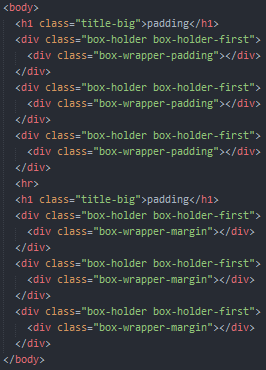 <body>
<h1 class="title-big">padding</h1>
<div class="box-holder box-holder-first">
<div class="box-wrapper-padding"></div>
</div>
<div class="box-holder box-holder-first">
<div class="box-wrapper-padding"></div>
</div>
<div class="box-holder box-holder-first">
<div class="box-wrapper-padding"></div>
</div>
<hr>
<h1 class="title-big">padding</h1>
<div class="box-holder box-holder-first">
<div class="box-wrapper-margin"></div>
</div>
<div class="box-holder box-holder-first">
<div class="box-wrapper-margin"></div>
</div>
<div class="box-holder box-holder-first">
<div class="box-wrapper-margin"></div>
</div>
</body>